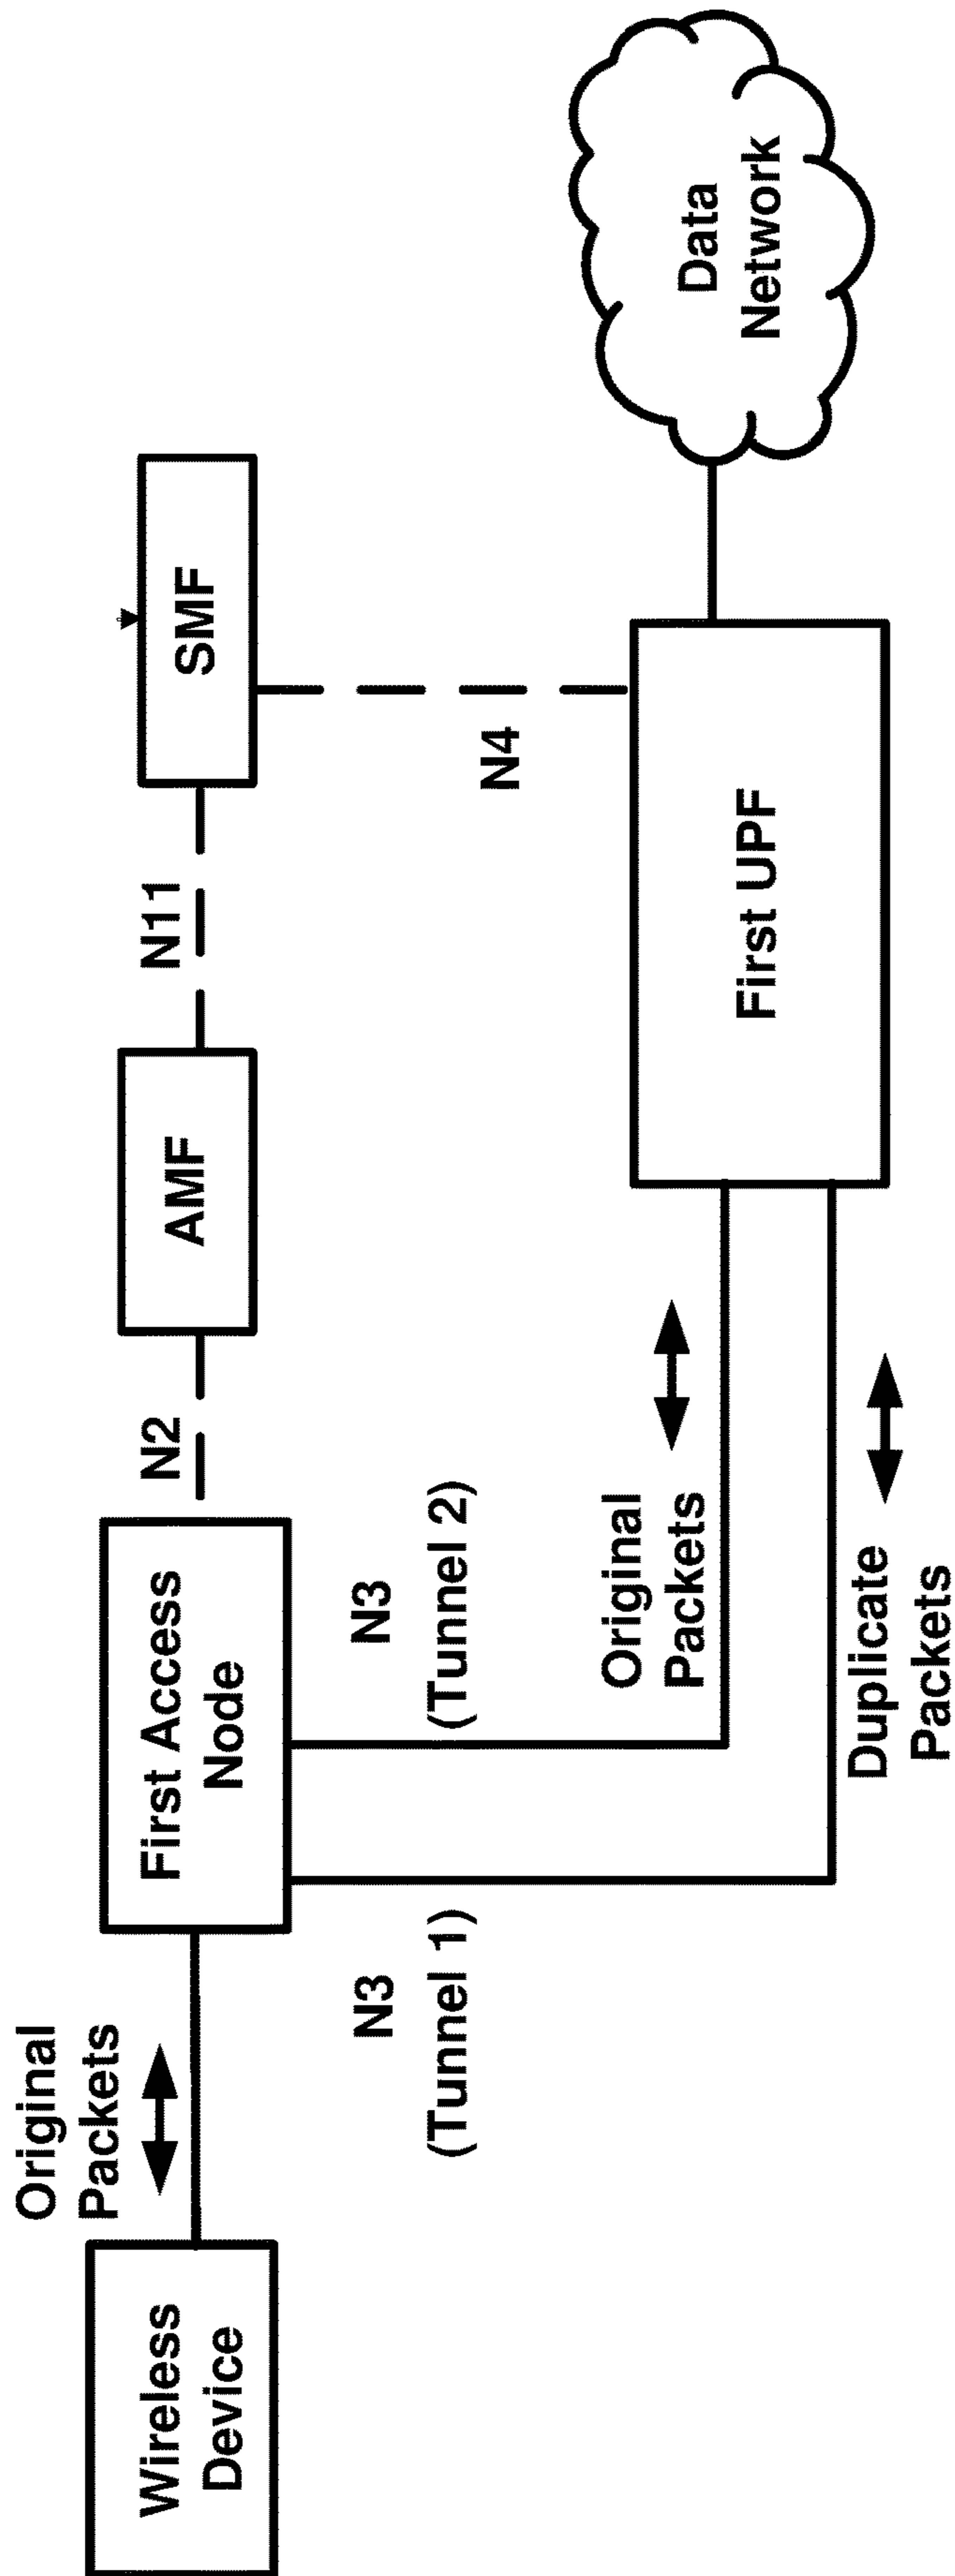 Original
Packets
Wireless
Device
First Access
Node
N2
AMF
N11
SMF
N3
(Tunnel 1)
N3
(Tunnel 2)
N4
Original
Packets
Duplicate
Packets
First UPF
Data
Network